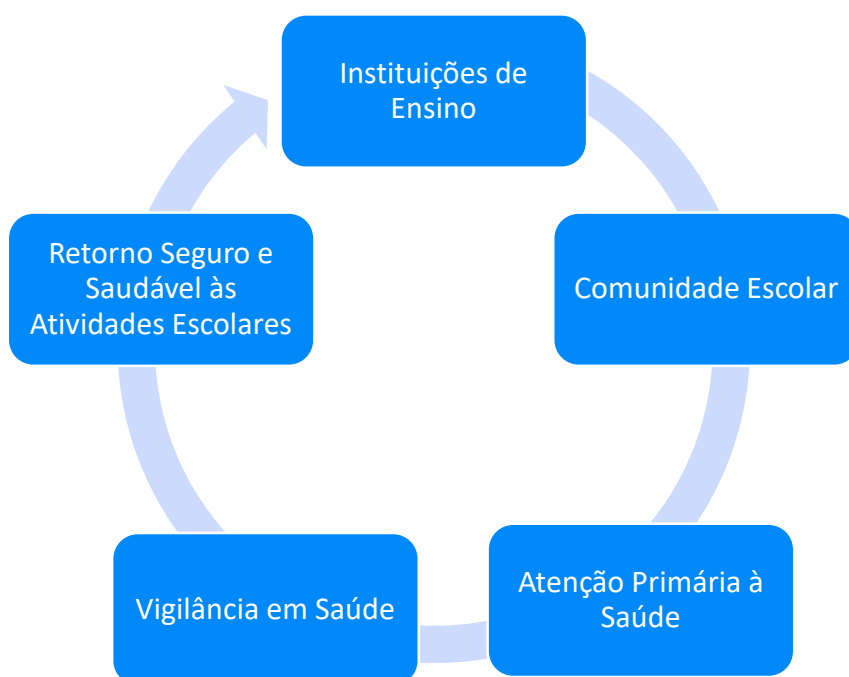 Instituições de
Ensino
Comunidade Escolar
Atenção Primária à
Saúde
Vigilância em Saúde
Retorno Seguro e
Saudável às
Atividades Escolares